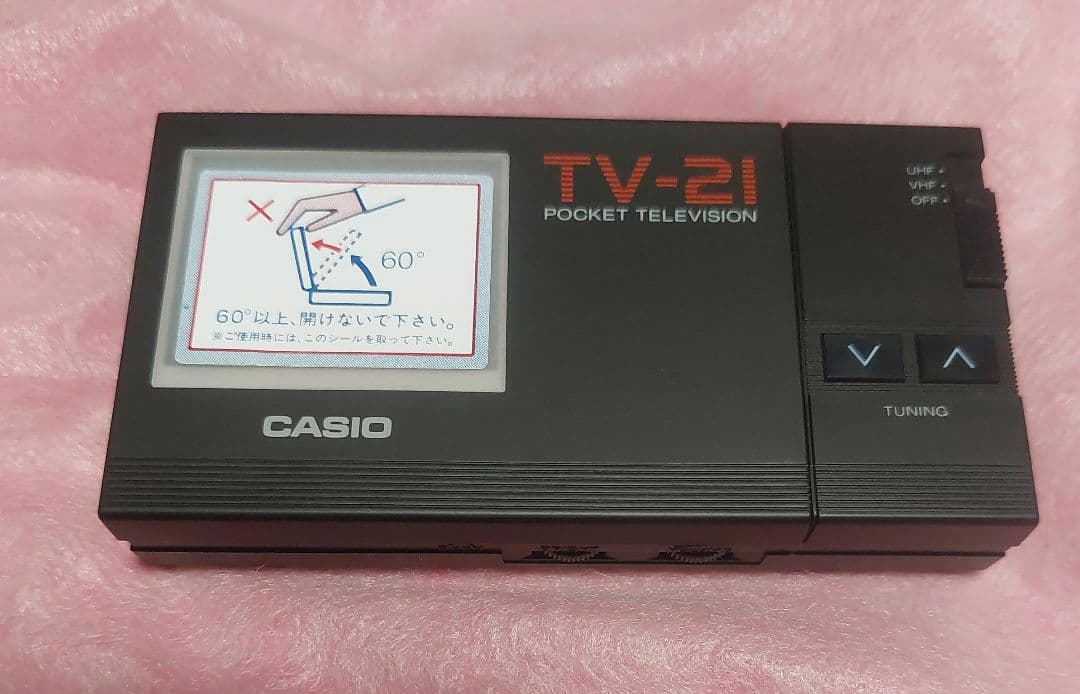 TV-21
POCKET TELEVISION
UHF
VHF
OFF
60°
60°以上、開けないで下さい。
※ご使用時には、このシールを取って下さい。
CASIO
TUNING